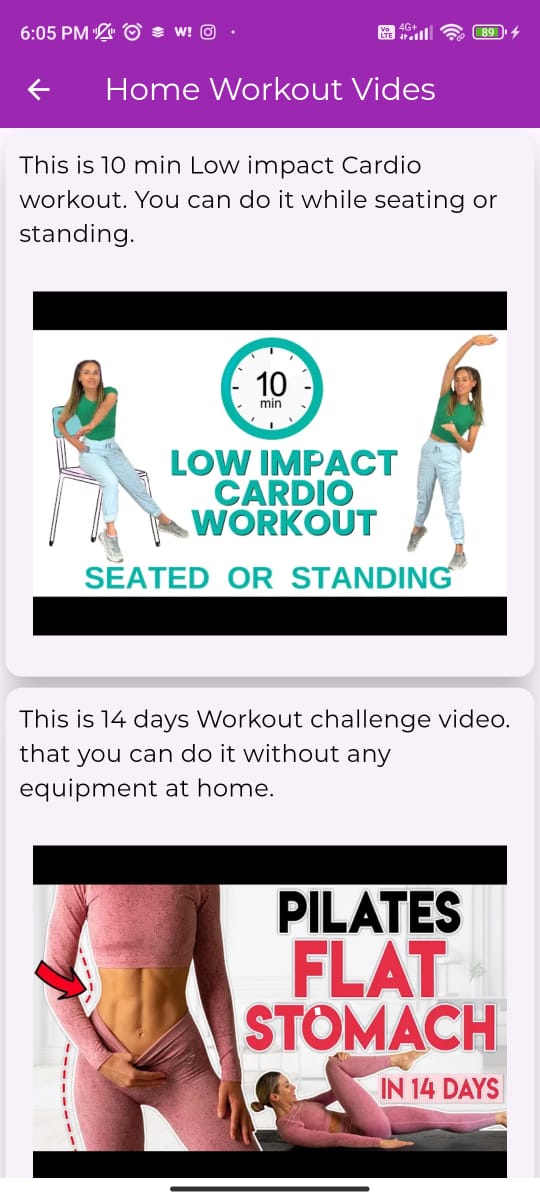 6:05 PM W! Vo LTE 4G+ 89
Home Workout Vides
This is 10 min Low impact Cardio
workout. You can do it while seating or
standing.
10
min
LOW IMPACT
CARDIO
WORKOUT
SEATED OR STANDING
This is 14 days Workout challenge video.
that you can do it without any
equipment at home.
PILATES
FLAT
STOMACH
IN 14 DAYS